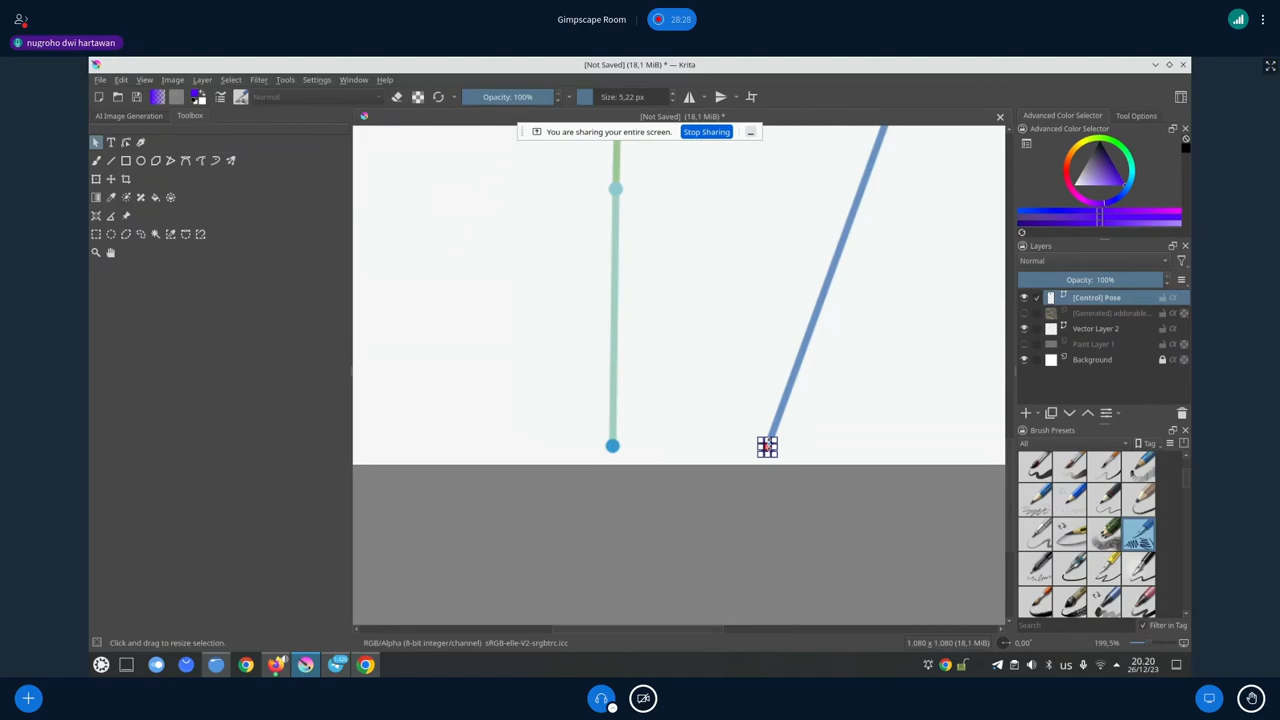 Gimpscape Room
28:28
nugroho dwi hartawan
[Not Saved] (18,1 MiB) * — Krita
File Edit View Image Layer Select Filter Tools Settings Window Help
Normal
Opacity: 100%
Size: 5,22 px
AI Image Generation
Toolbox
[Not Saved] (18,1 MiB) *
You are sharing your entire screen.
Stop Sharing
Advanced Color Selector
Tool Options
Advanced Color Selector
Layers
Normal
Opacity: 100%
[Control] Pose
[Generated] addorable...
Vector Layer 2
Paint Layer 1
Background
Brush Presets
All
Tag
Search
Filter in Tag
Click and drag to resize selection.
RGB/Alpha (8-bit integer/channel) sRGB-elle-V2-srgbtrc.icc
1.080 x 1.080 (18,1 MiB)
0,00°
199,5%
us
20.20
26/12/23